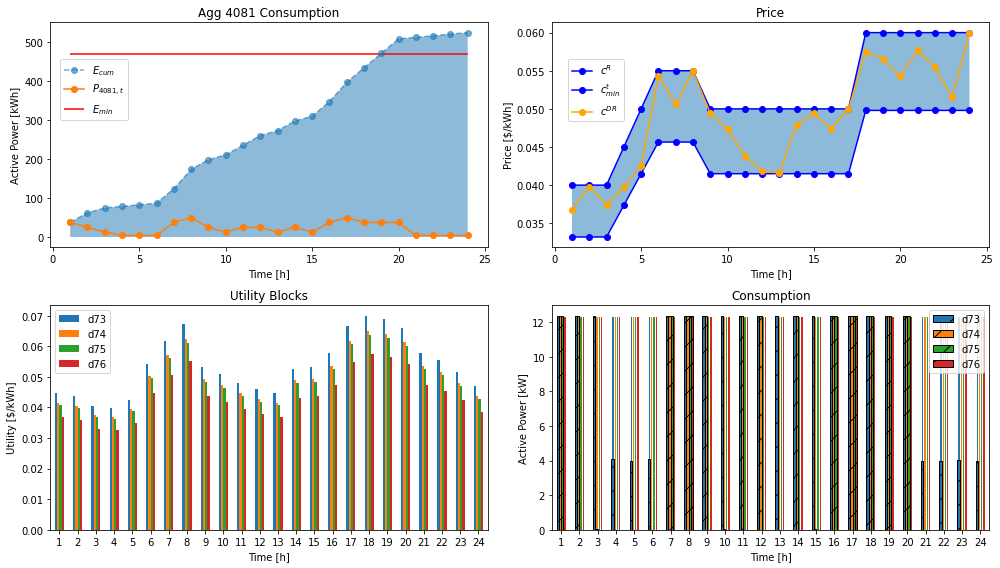 Agg 4081 Consumption
Active Power [kWh]
500
400
300
200
100
0
E_cum
P_4081, t
E_min
0 5 10 15 20 25
Time [h]
Price
Price [$/kWh]
0.060
0.055
0.050
0.045
0.040
0.035
c^R
c^t_min
c^DR
0 5 10 15 20 25
Time [h]
Utility Blocks
Utility [$/kWh]
0.07
0.06
0.05
0.04
0.03
0.02
0.01
0.00
d73
d74
d75
d76
1 2 3 4 5 6 7 8 9 10 11 12 13 14 15 16 17 18 19 20 21 22 23 24
Time [h]
Consumption
Active Power [kW]
12
10
8
6
4
2
0
d73
d74
d75
d76
1 2 3 4 5 6 7 8 9 10 11 12 13 14 15 16 17 18 19 20 21 22 23 24
Time [h]